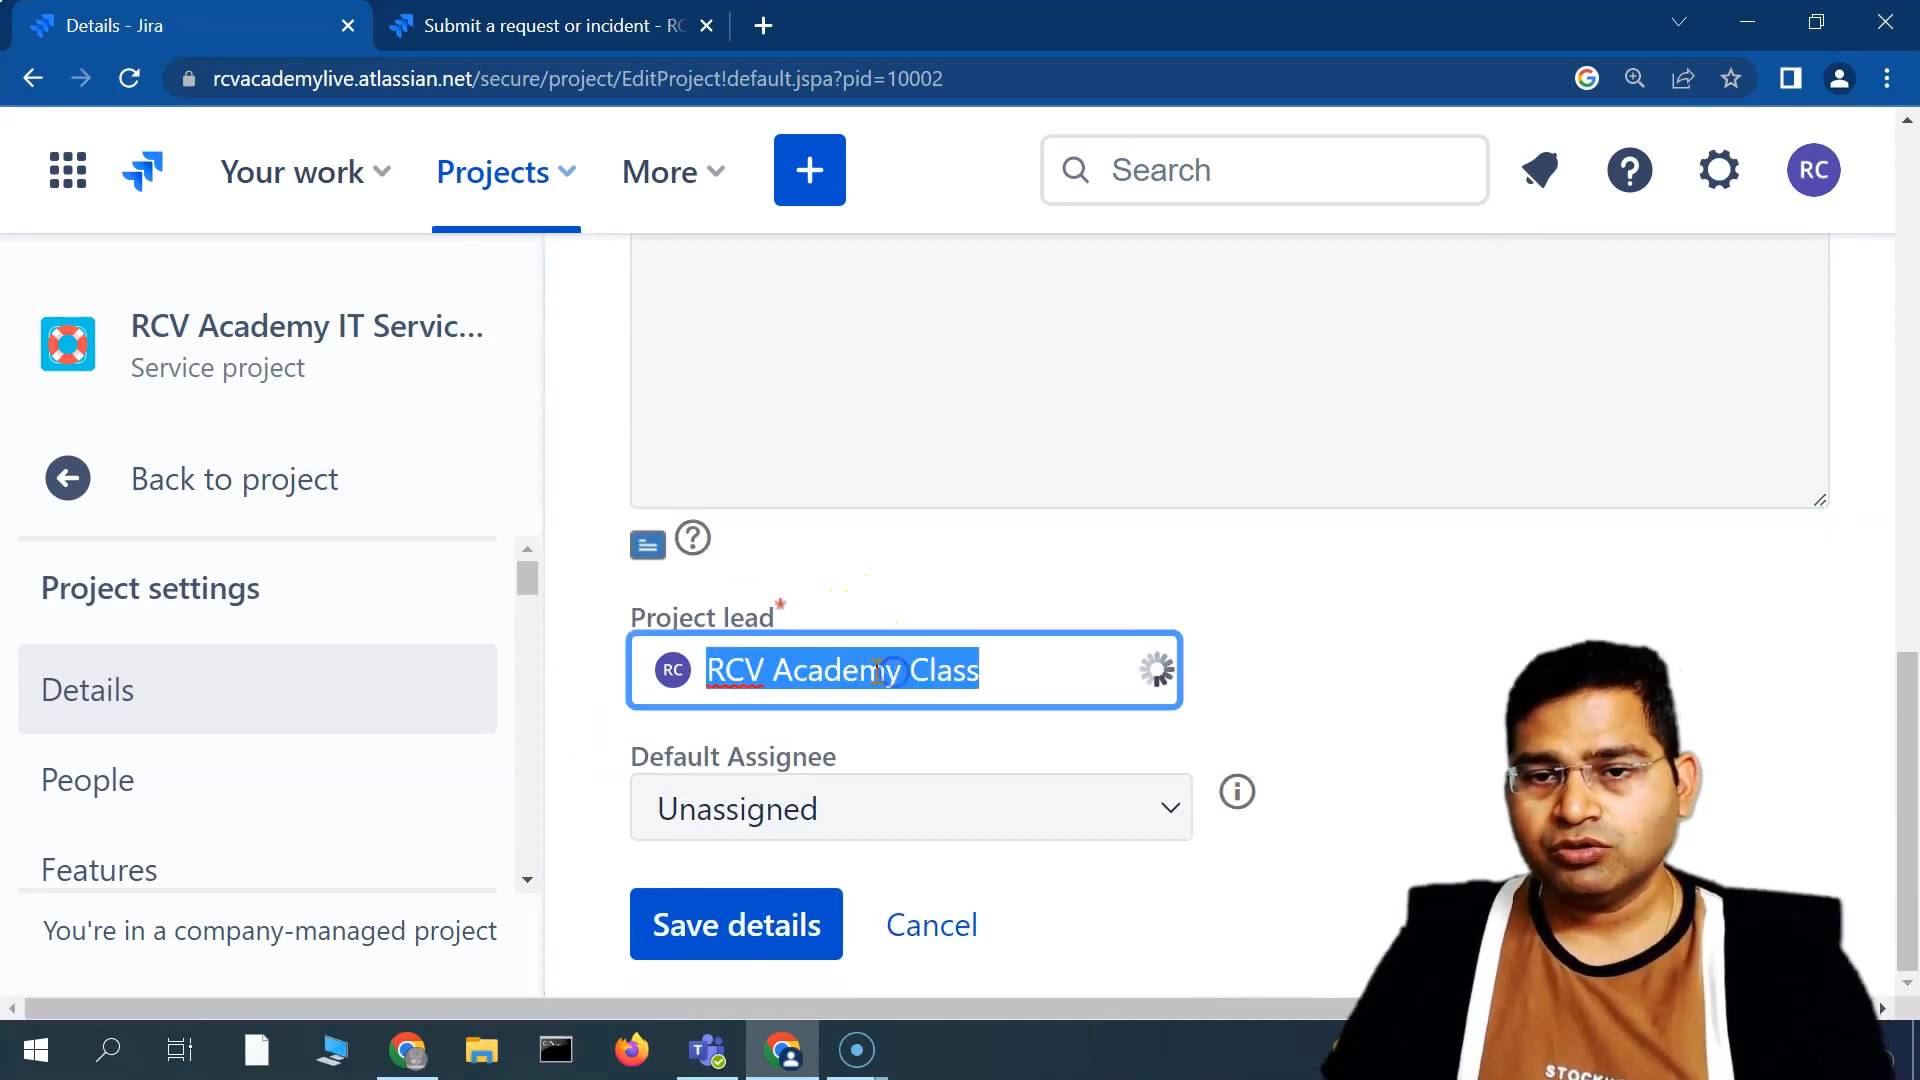 Details - Jira
Submit a request or incident - RC
rcvacademylive.atlassian.net/secure/project/EditProject!default.jspa?pid=10002
Your work
Projects
More
Search
RC
RCV Academy IT Servic...
Service project
Back to project
Project settings
Details
People
Features
You're in a company-managed project
Project lead*
RC
RCV Academy Class
Default Assignee
Unassigned
Save details
Cancel